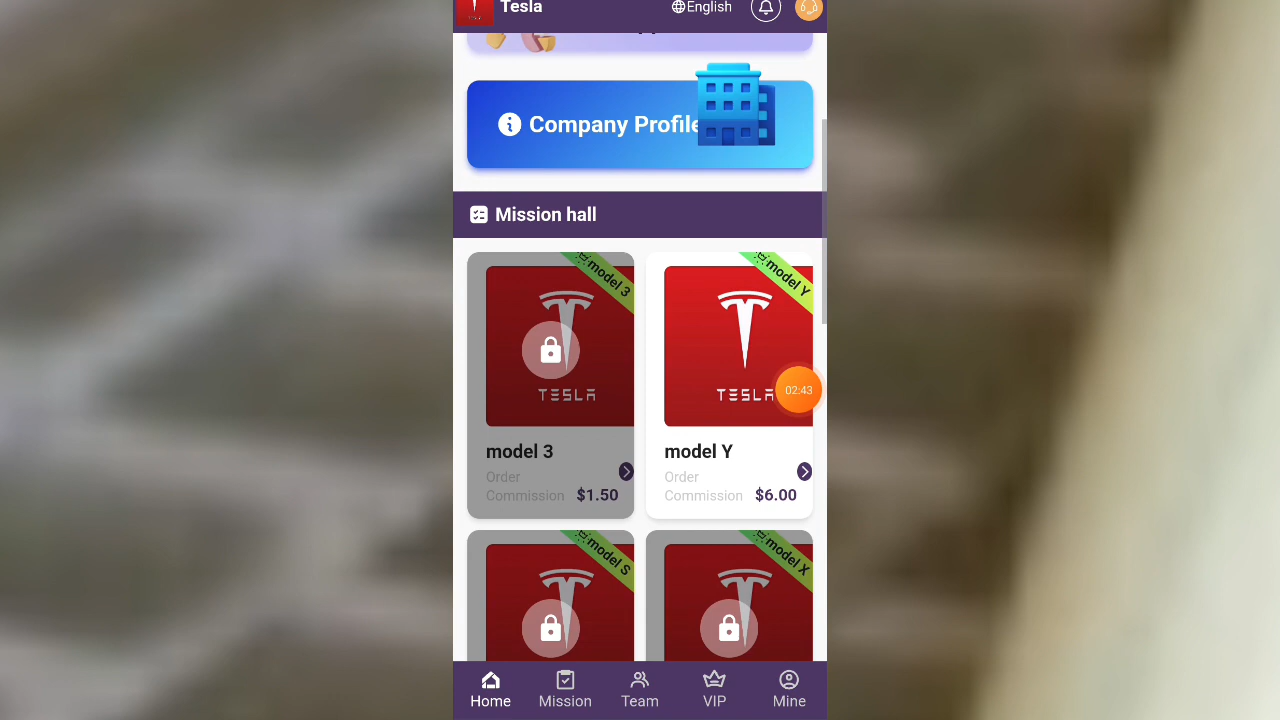 Tesla
English
Company Profile
Mission hall
model 3
model Y
TESLA
TESLA
02:43
model 3
model Y
Order
Commission $1.50
Order
Commission $6.00
model S
model X
Home
Mission
Team
VIP
Mine